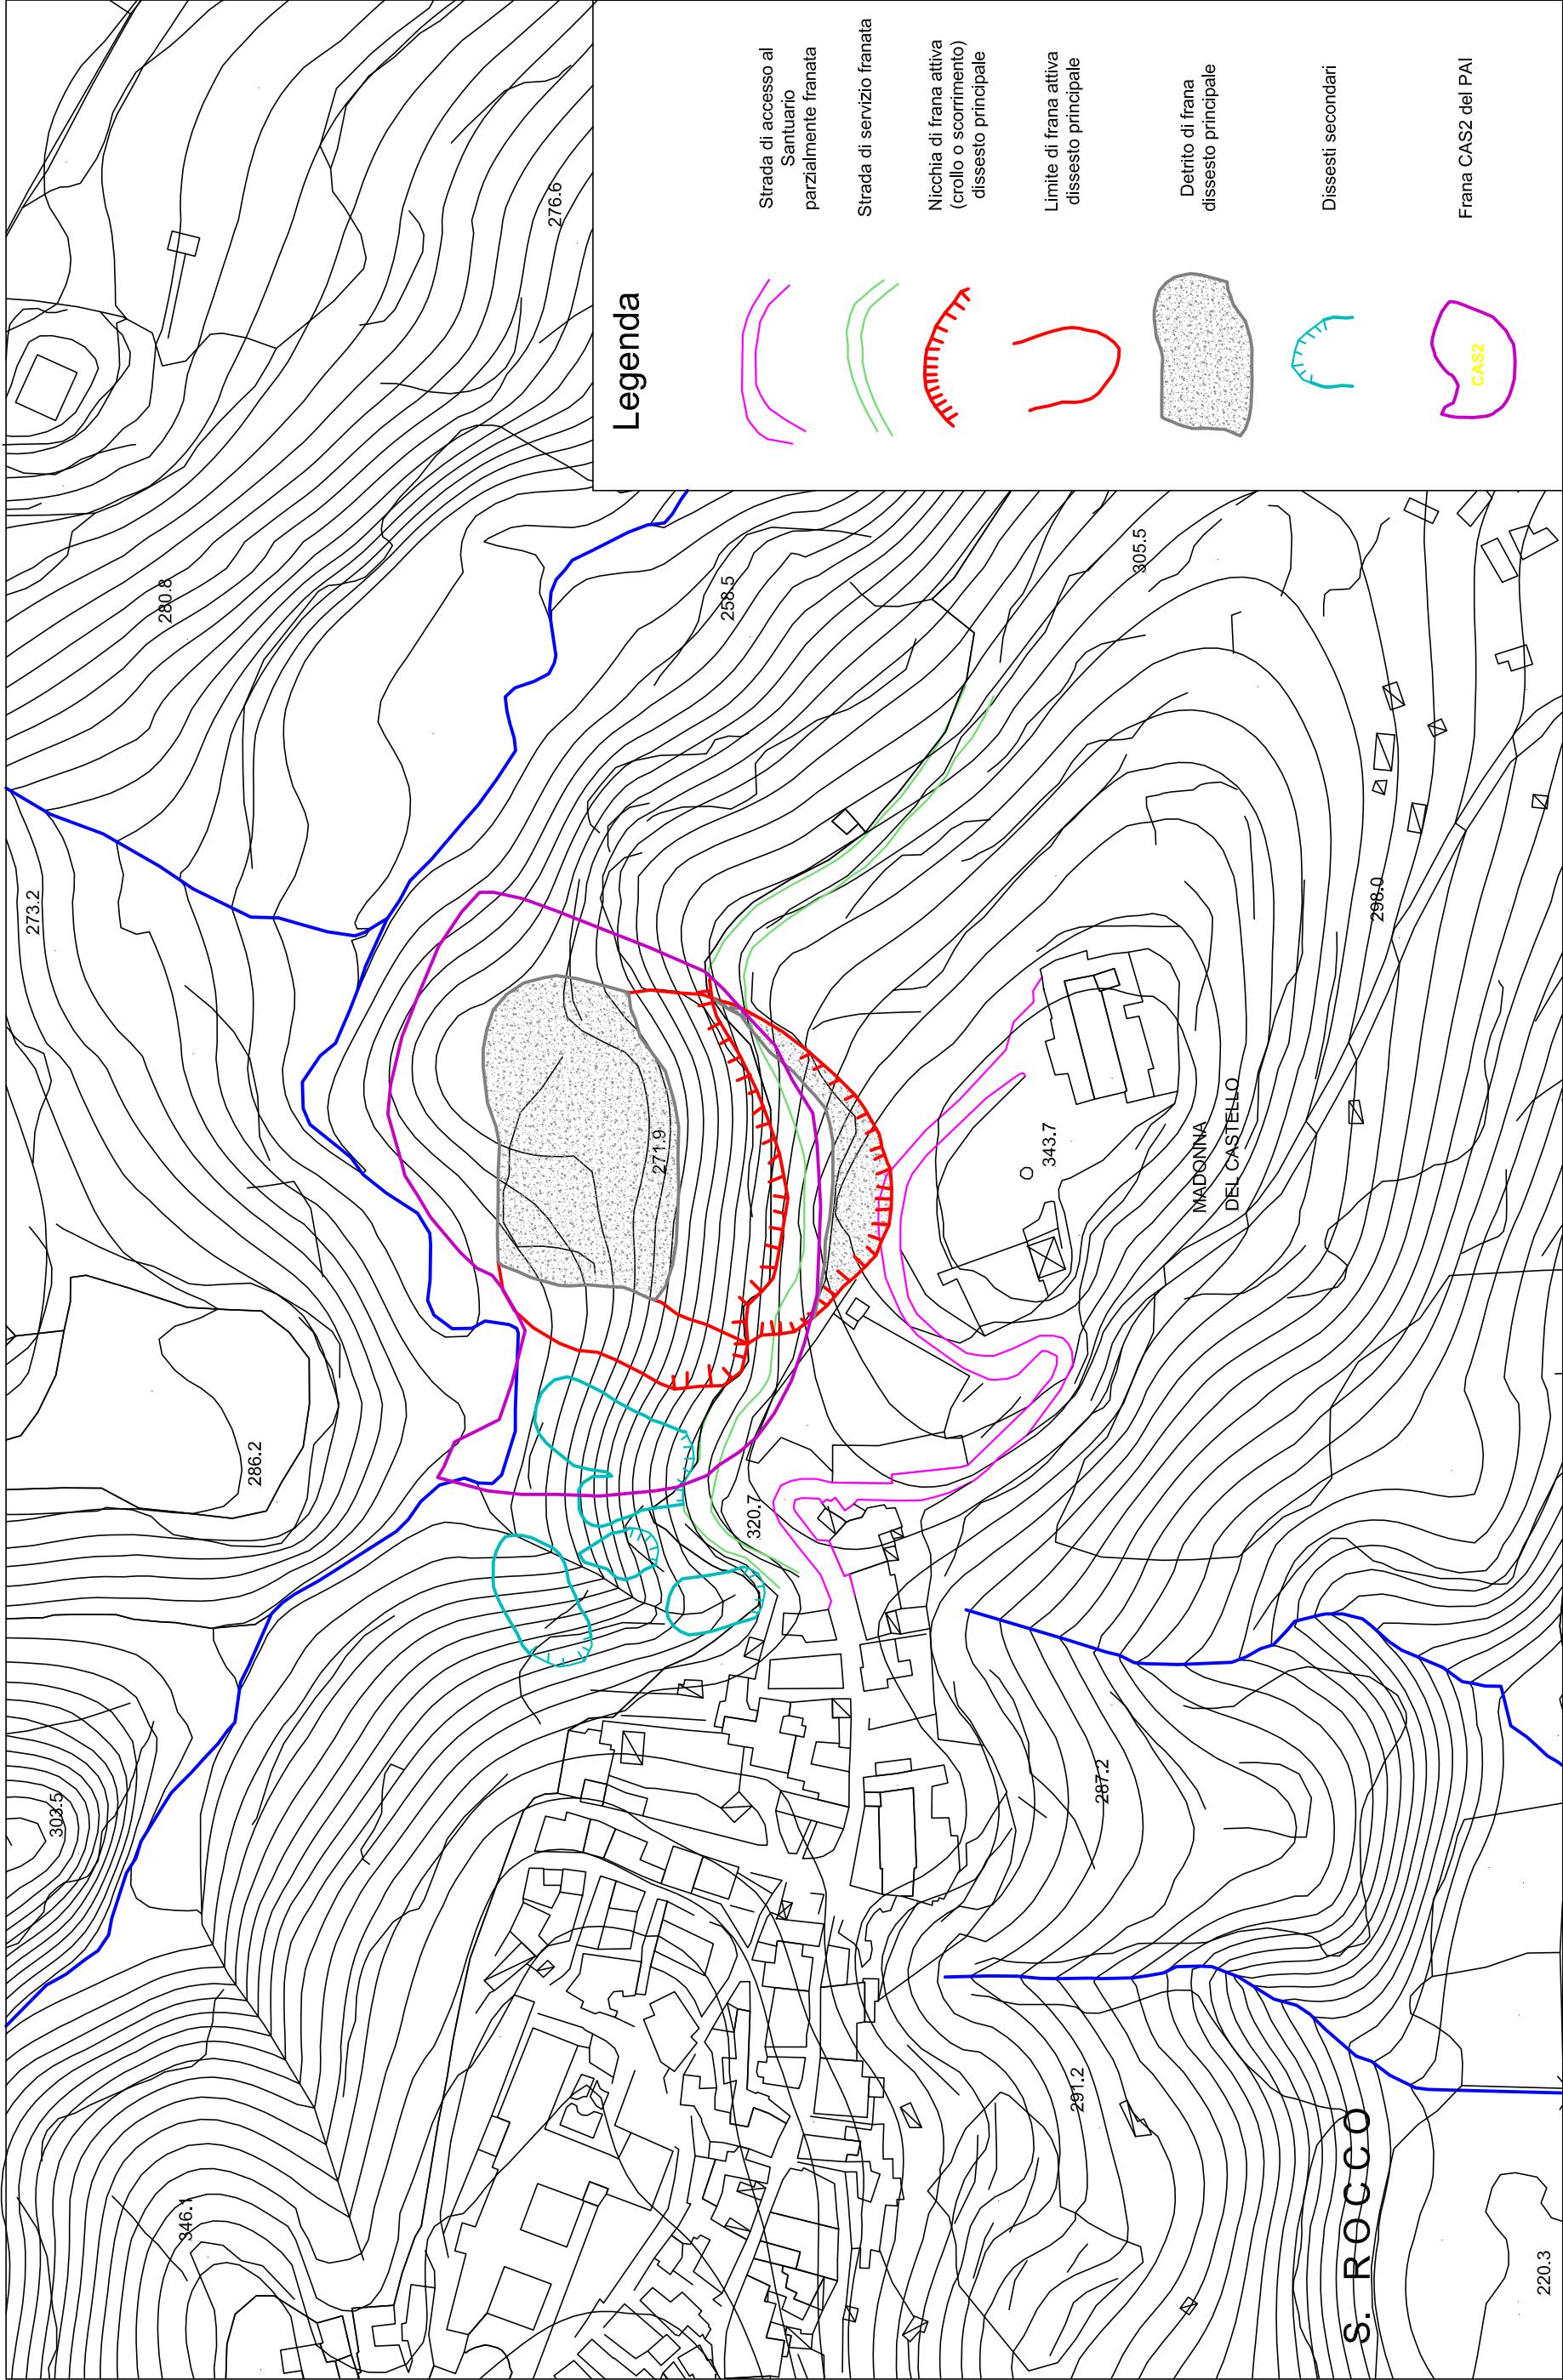 Legenda
Strada di accesso al
Santuario
parzialmente franata
Strada di servizio franata
Nicchia di frana attiva
(crollo o scorrimento)
dissesto principale
Limite di frana attiva
dissesto principale
Detrito di frana
dissesto principale
Dissesti secondari
CAS2
Frana CAS2 del PAI
276.6
280.8
258.5
305.5
273.2
298.0
271.9
343.7
MADONNA
DEL CASTELLO
286.2
320.7
303.5
287.2
291.2
346.1
S. ROCCO
220.3